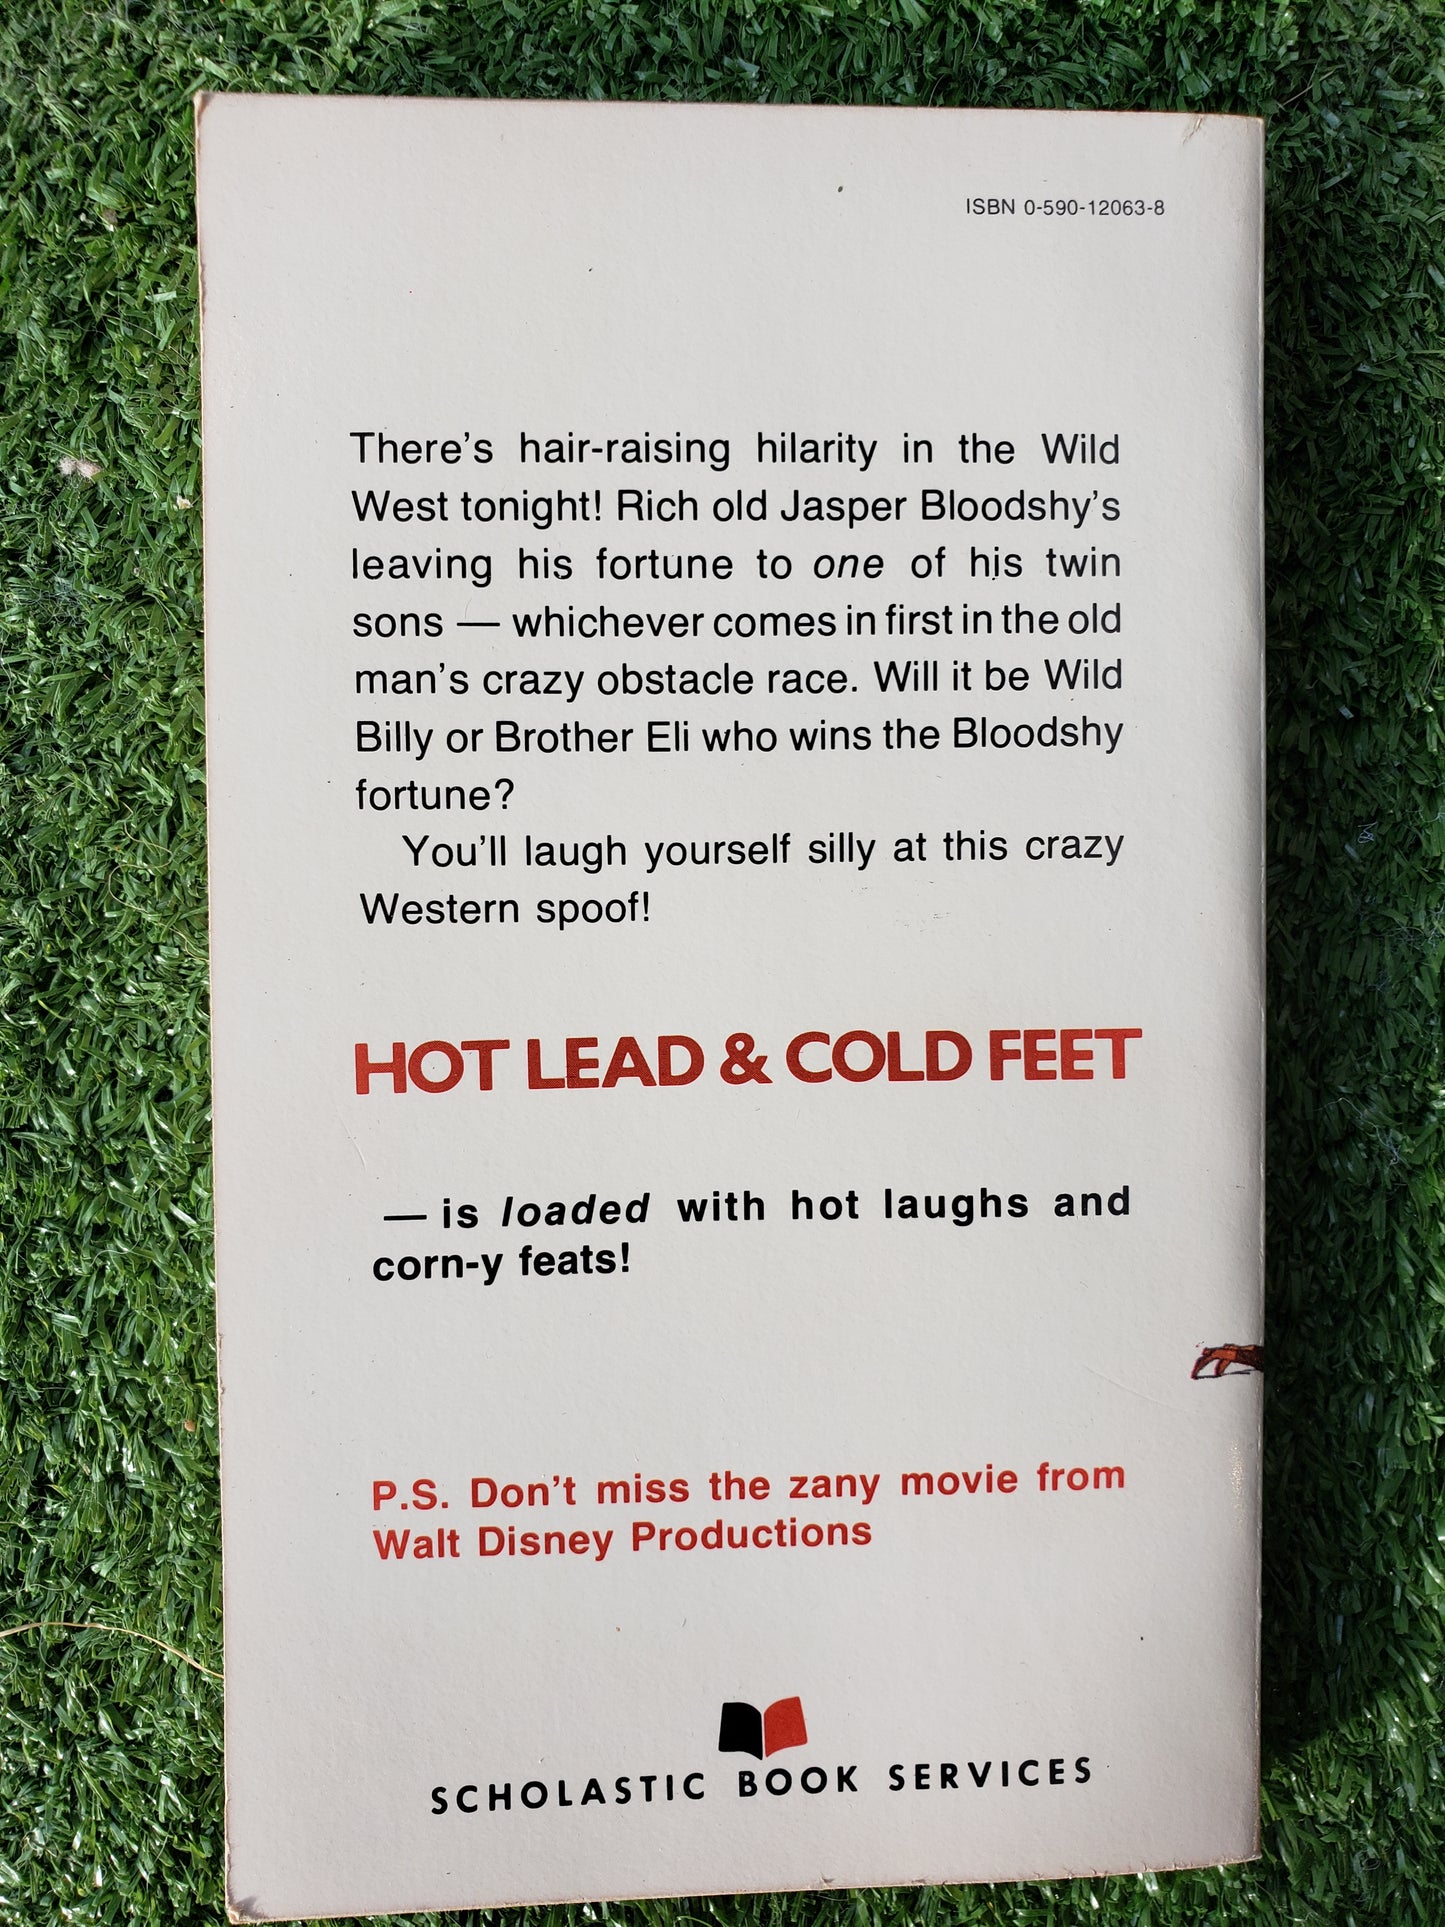 ISBN 0-590-12063-8
There's hair-raising hilarity in the Wild
West tonight! Rich old Jasper Bloodshy's
leaving his fortune to one of his twin
sons — whichever comes in first in the old
man's crazy obstacle race. Will it be Wild
Billy or Brother Eli who wins the Bloodshy
fortune?
You'll laugh yourself silly at this crazy
Western spoof!
HOT LEAD & COLD FEET
— is loaded with hot laughs and
corn-y feats!
P.S. Don't miss the zany movie from
Walt Disney Productions
SCHOLASTIC BOOK SERVICES